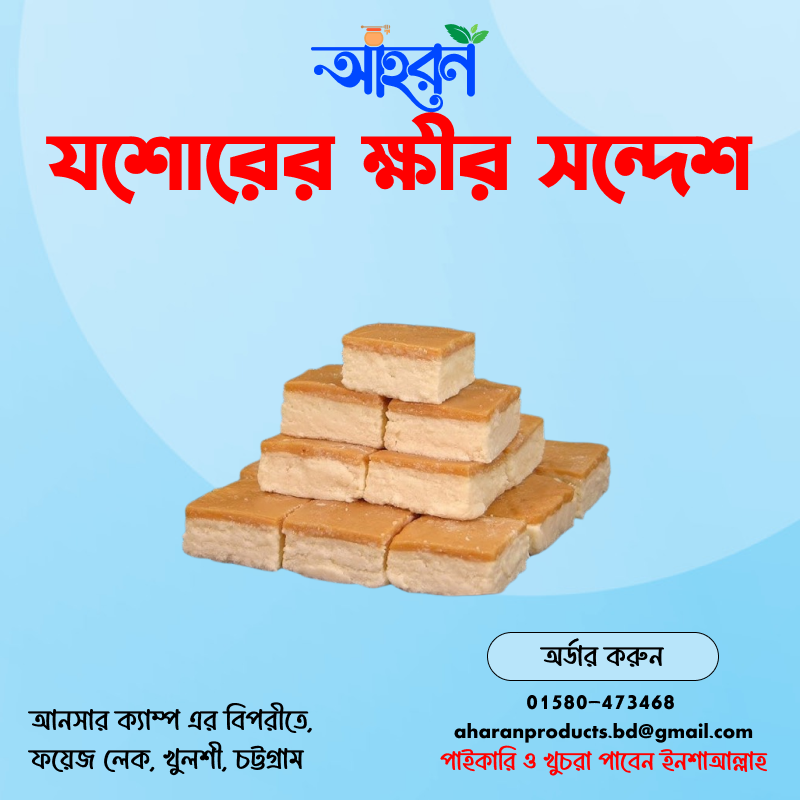 আহরন
যশোরের ক্ষীর সন্দেশ
অর্ডার করুন
01580-473468
aharanproducts.bd@gmail.com
পাইকারি ও খুচরা পাবেন ইনশাআল্লাহ
আনসার ক্যাম্প এর বিপরীতে,
ফয়েজ লেক, খুলশী, চট্টগ্রাম